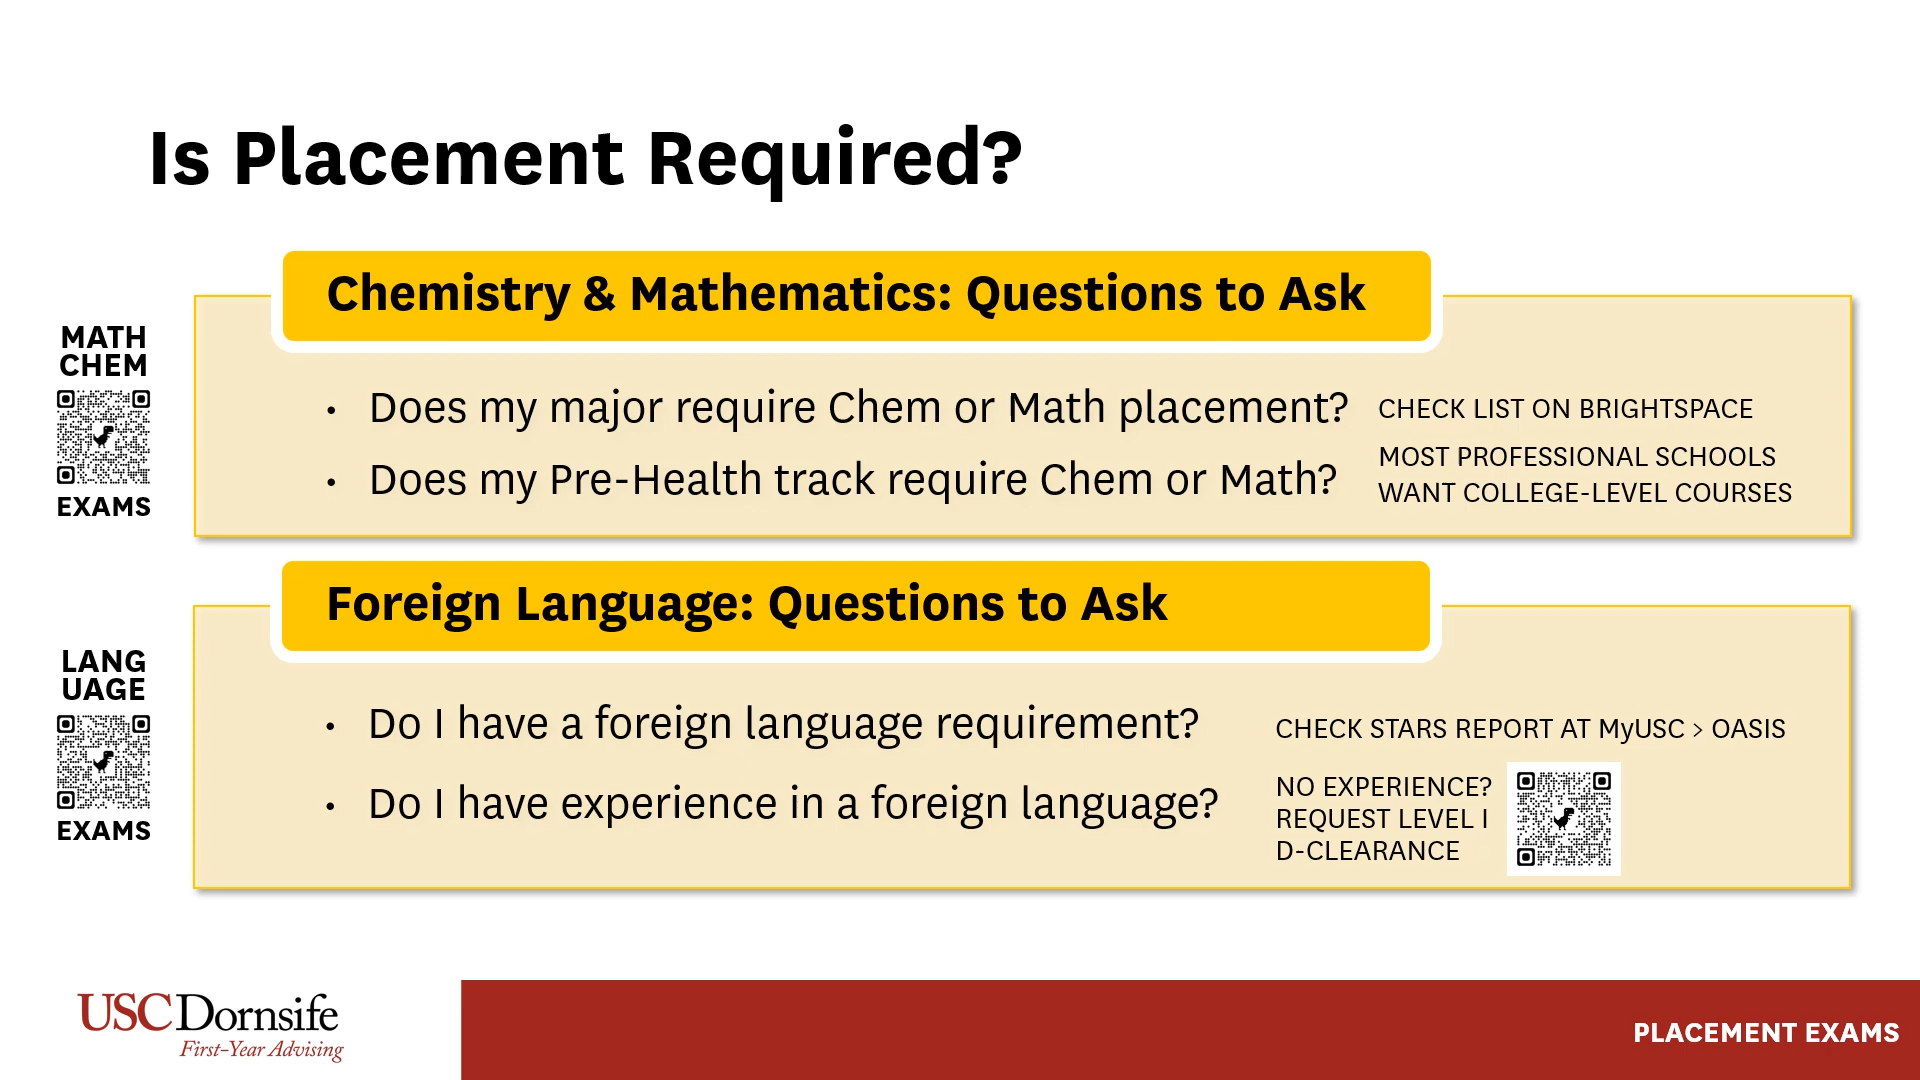 Is Placement Required?
Chemistry & Mathematics: Questions to Ask
MATH
CHEM
EXAMS
• Does my major require Chem or Math placement?
CHECK LIST ON BRIGHTSPACE
• Does my Pre-Health track require Chem or Math?
MOST PROFESSIONAL SCHOOLS
WANT COLLEGE-LEVEL COURSES
Foreign Language: Questions to Ask
LANG
UAGE
EXAMS
• Do I have a foreign language requirement?
CHECK STARS REPORT AT MyUSC > OASIS
• Do I have experience in a foreign language?
NO EXPERIENCE?
REQUEST LEVEL I
D-CLEARANCE
USC Dornsife
First-Year Advising
PLACEMENT EXAMS